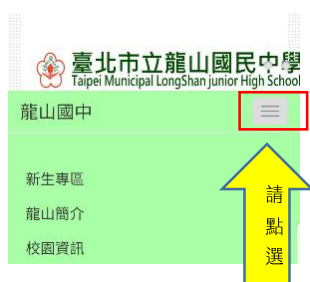 臺北市立龍山國民中學
Taipei Municipal LongShan junior High School
龍山國中
新生專區
龍山簡介
校園資訊
請
點
選